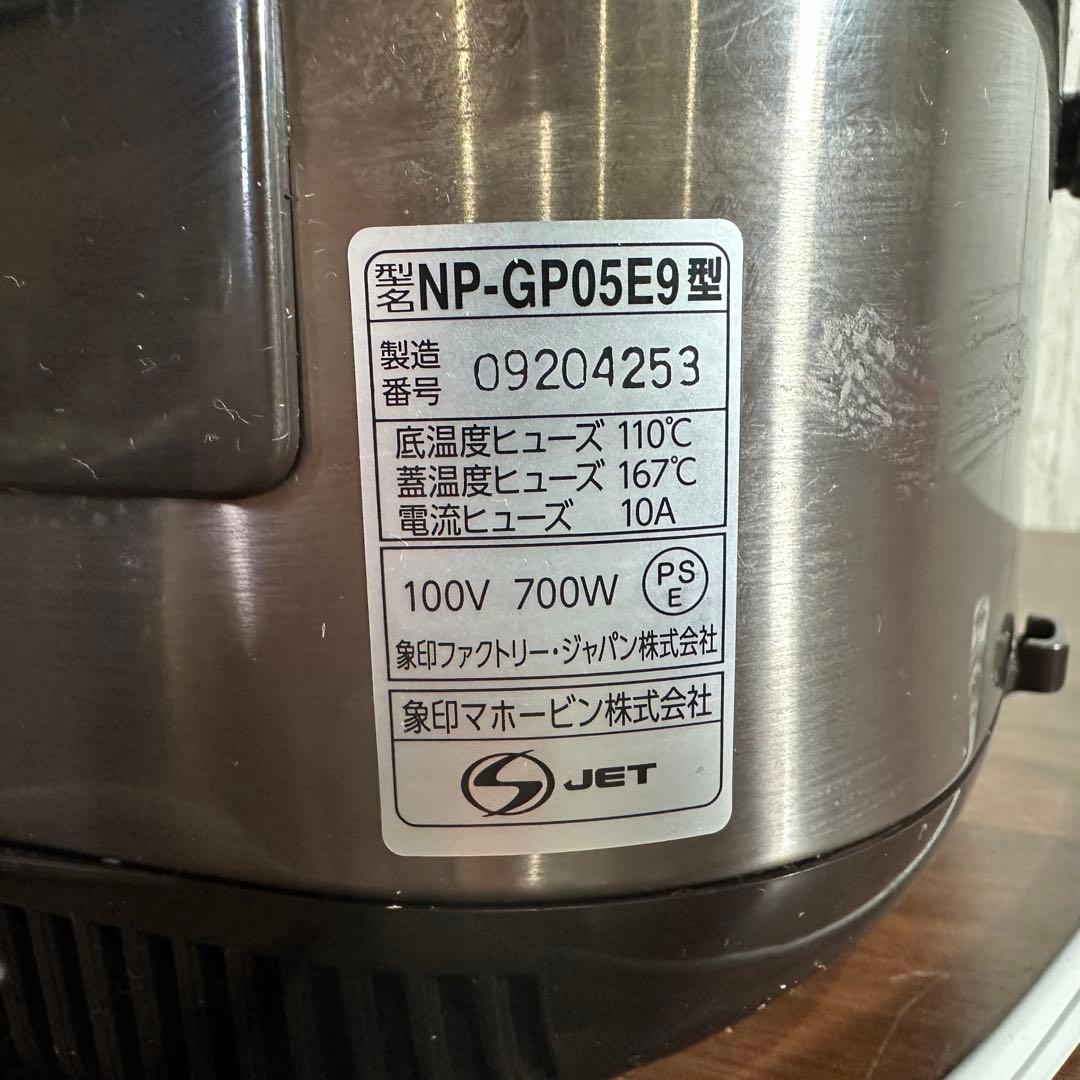 型名 NP-GP05E9型
製造番号 09204253
底温度ヒューズ 110℃
蓋温度ヒューズ 167℃
電流ヒューズ 10A
100V 700W PSE
象印ファクトリー・ジャパン株式会社
象印マホービン株式会社
S JET